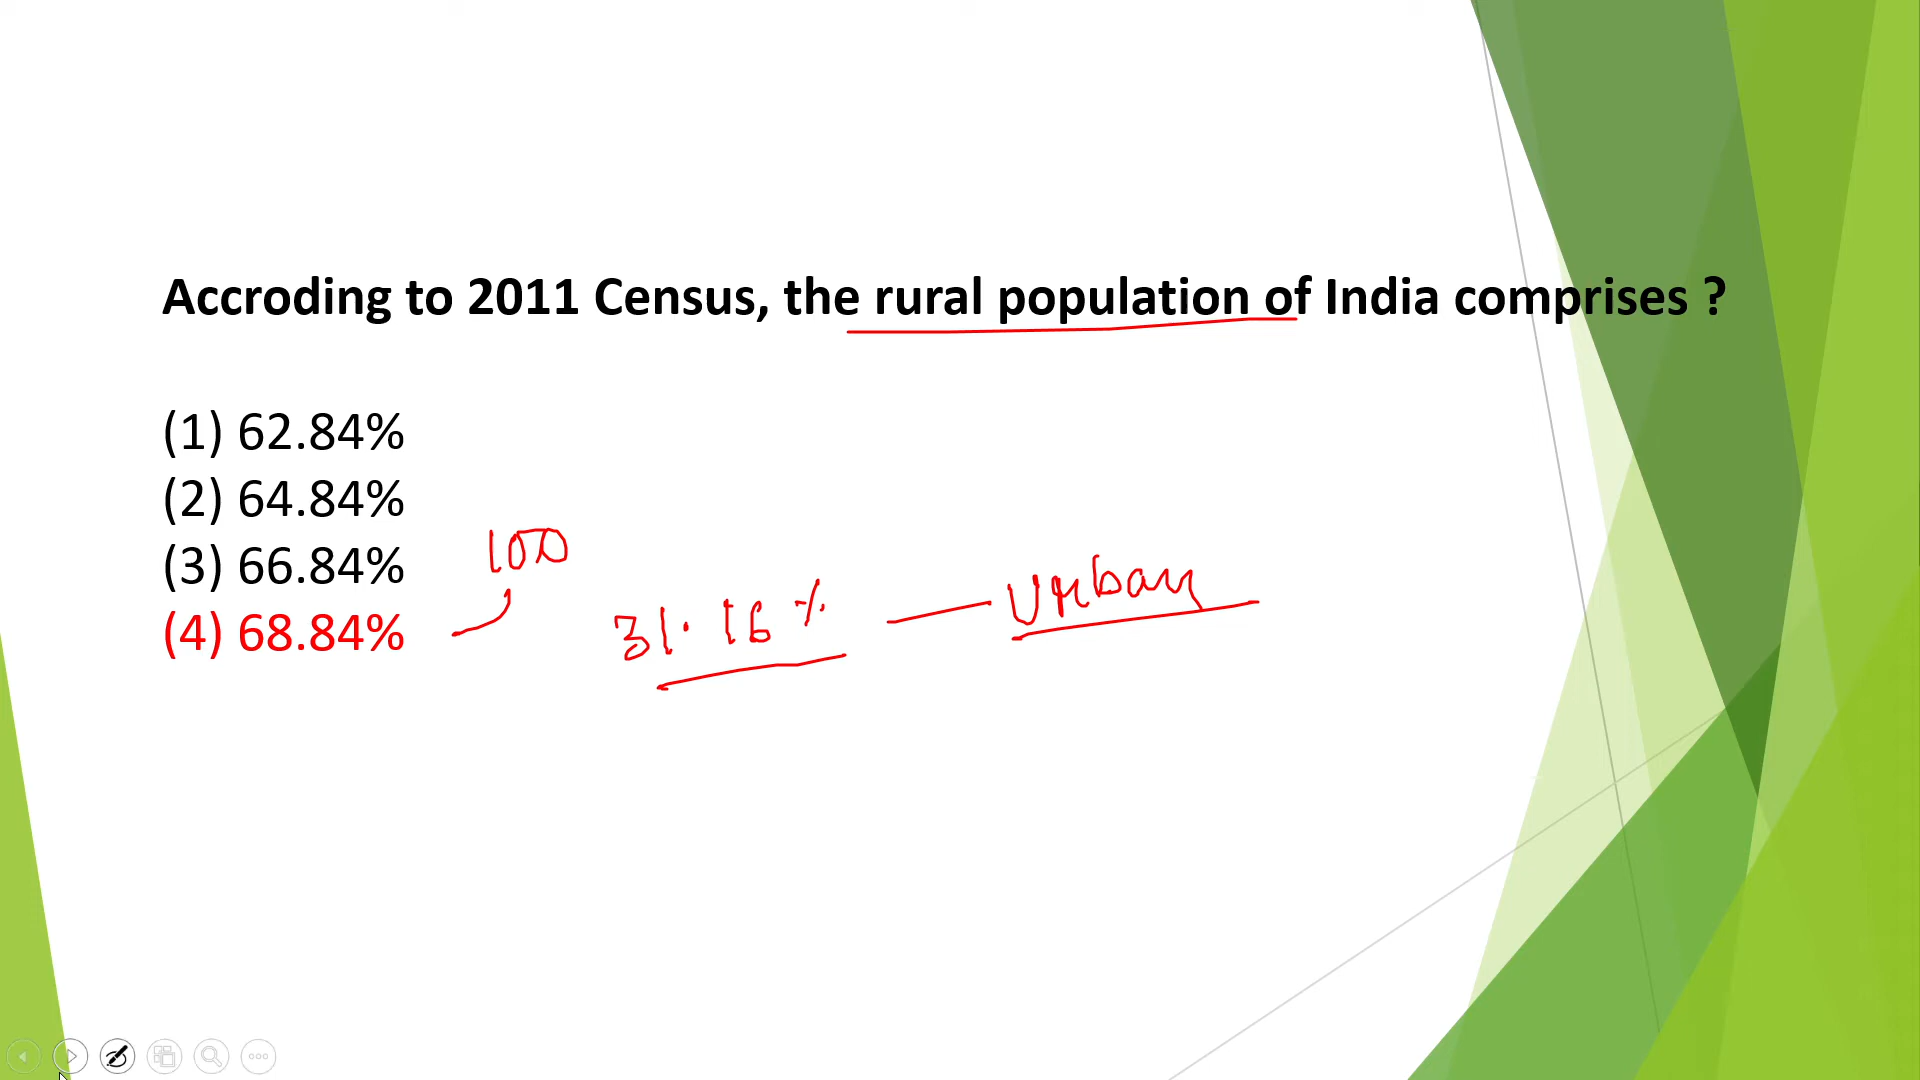 Accroding to 2011 Census, the rural population of India comprises ?
(1) 62.84%
(2) 64.84%
(3) 66.84%
(4) 68.84%
100
31.16 % — Urban